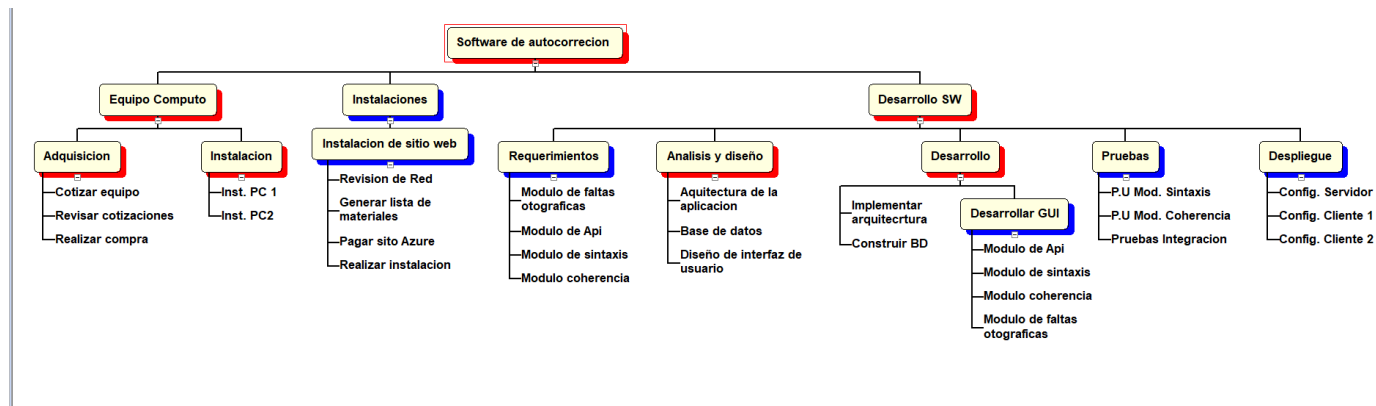 Software de autocorrecion
Equipo Computo
Instalaciones
Desarrollo SW
Adquisicion
Instalacion
Instalacion de sitio web
Requerimientos
Analisis y diseño
Desarrollo
Pruebas
Despliegue
Cotizar equipo
Revisar cotizaciones
Realizar compra
Inst. PC 1
Inst. PC2
Revision de Red
Generar lista de
materiales
Pagar sito Azure
Realizar instalacion
Modulo de faltas
otograficas
Modulo de Api
Modulo de sintaxis
Modulo coherencia
Aquitectura de la
aplicacion
Base de datos
Diseño de interfaz de
usuario
Implementar
arquitecrtura
Construir BD
Desarrollar GUI
Modulo de Api
Modulo de sintaxis
Modulo coherencia
Modulo de faltas
otograficas
P.U Mod. Sintaxis
P.U Mod. Coherencia
Pruebas Integracion
Config. Servidor
Config. Cliente 1
Config. Cliente 2